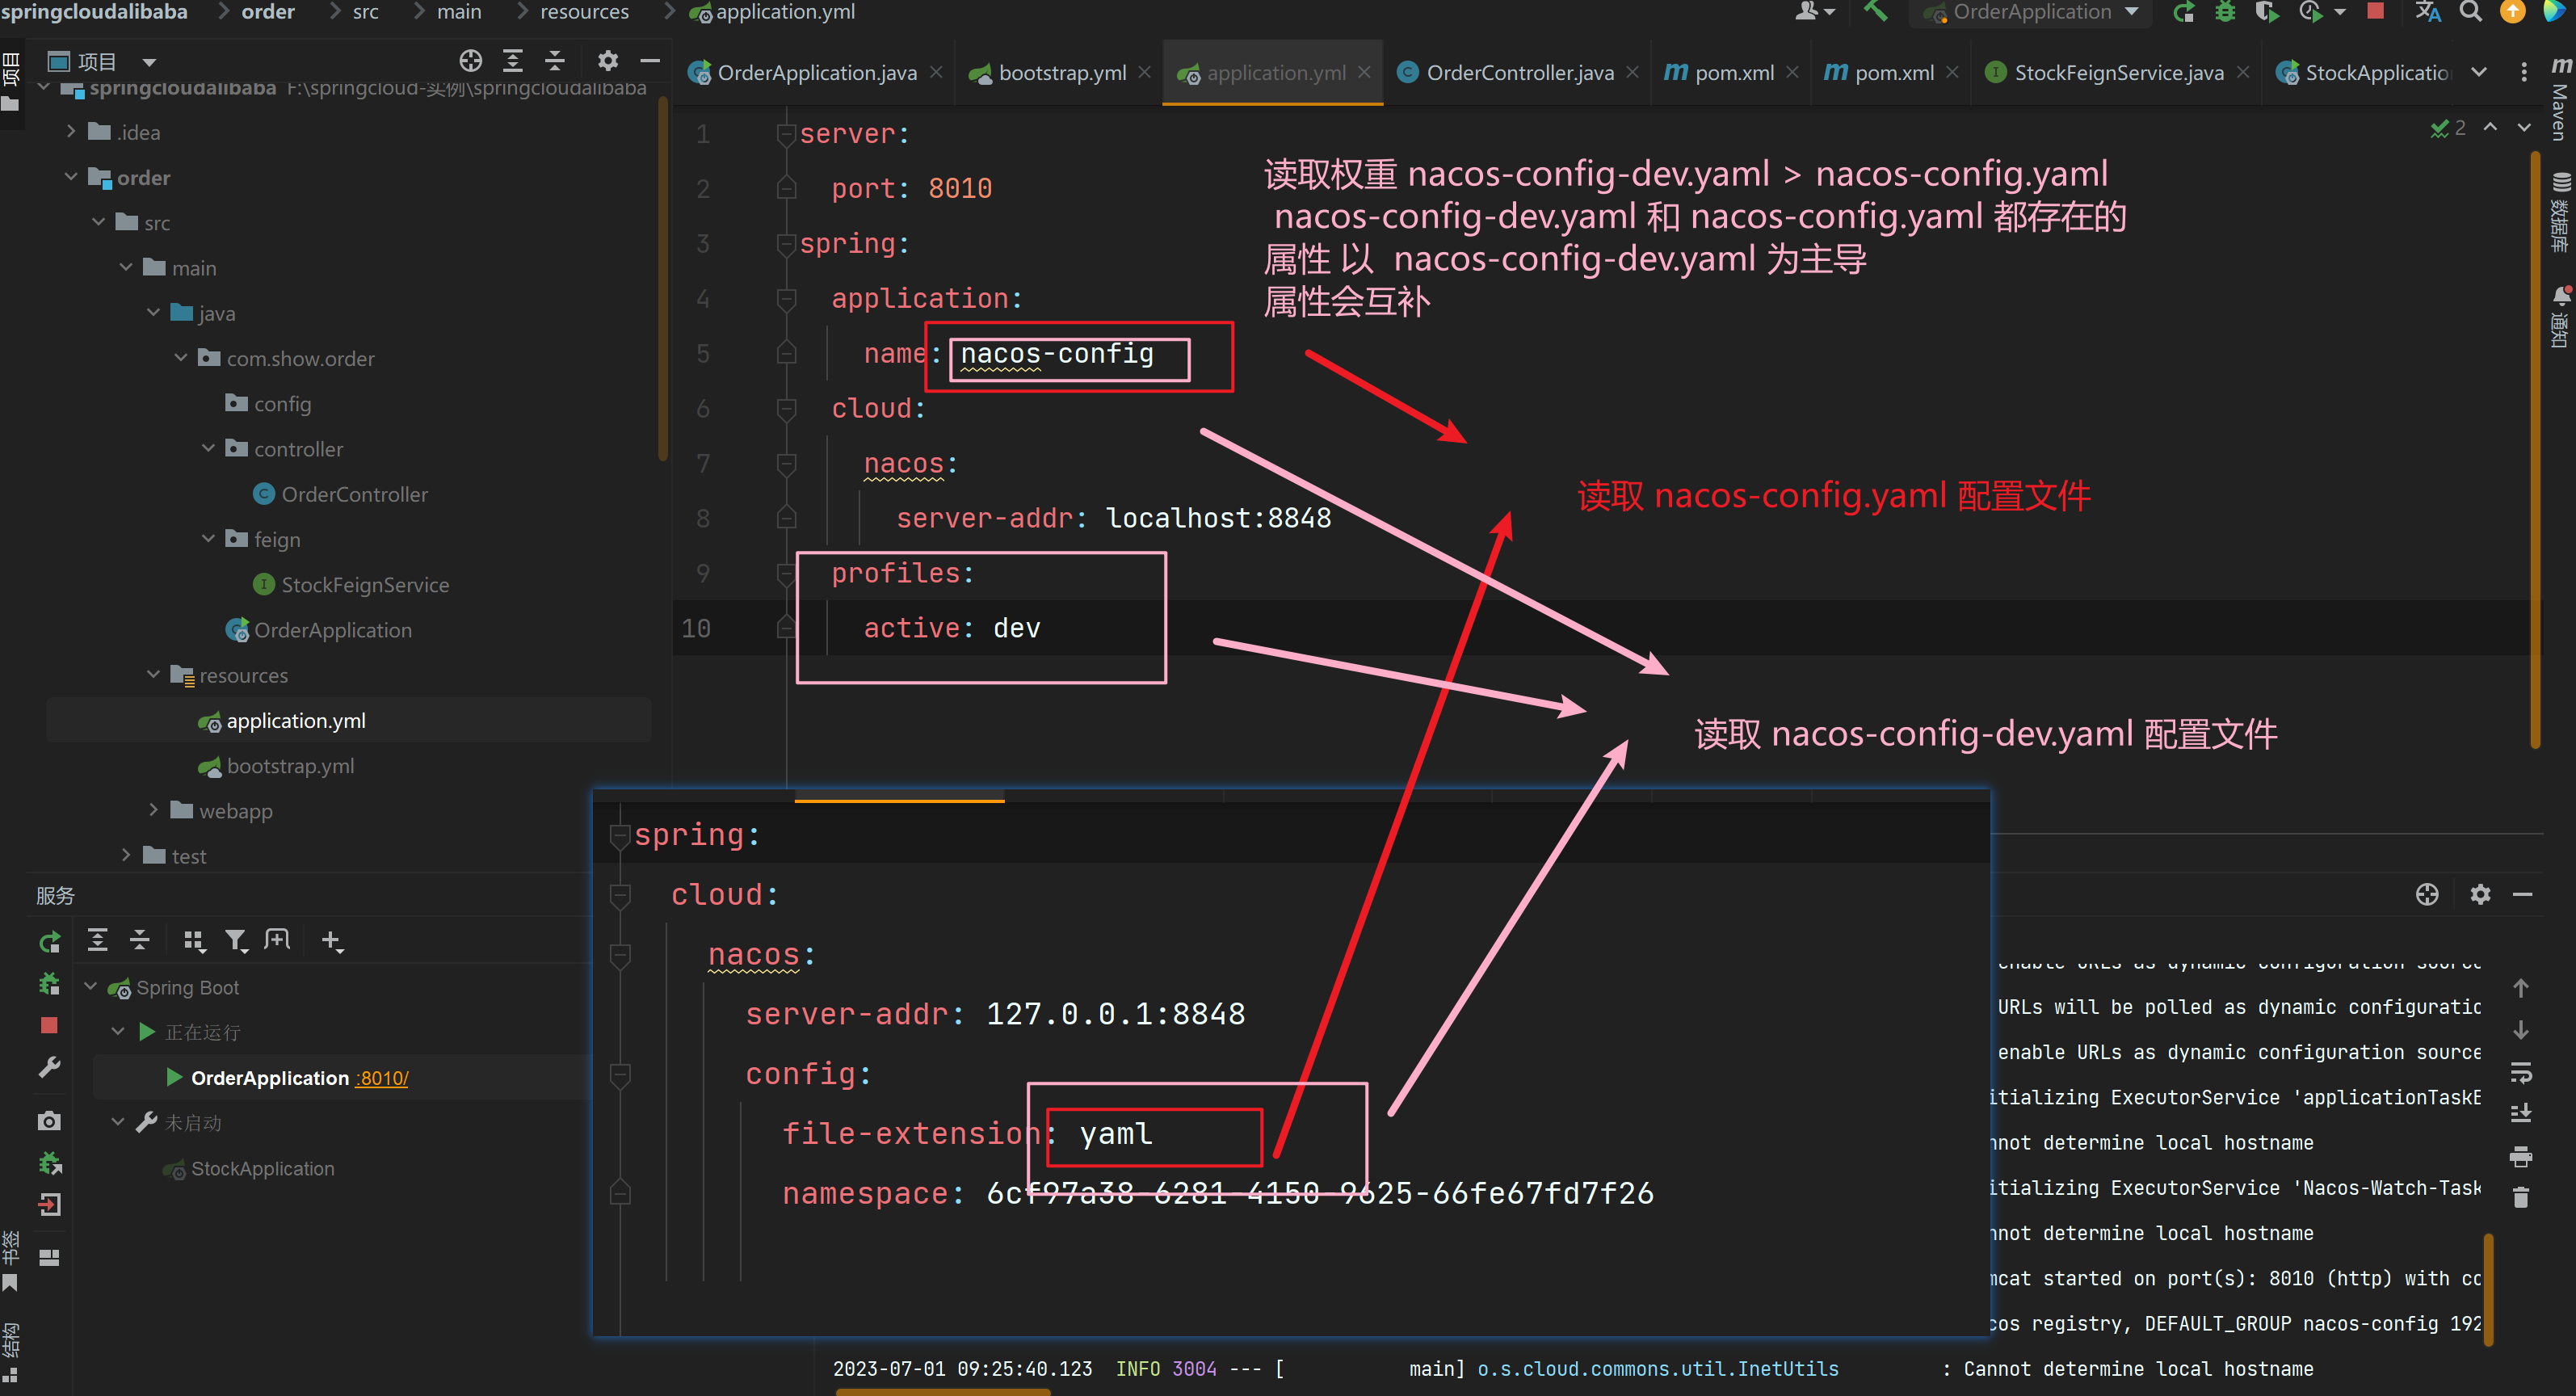 springcloudalibaba order src main resources application.yml
OrderApplication
项目
OrderApplication.java
bootstrap.yml
application.yml
OrderController.java
pom.xml
pom.xml
StockFeignService.java
StockApplicatio
Maven
数据库
通知
项目
springcloudalibaba F:\springcloud-实例\springcloudalibaba
.idea
order
src
main
java
com.show.order
config
controller
OrderController
feign
StockFeignService
OrderApplication
resources
application.yml
bootstrap.yml
webapp
test
2
1 server:
2 port: 8010
3 spring:
4 application:
5 name: nacos-config
6 cloud:
7 nacos:
8 server-addr: localhost:8848
9 profiles:
10 active: dev
读取权重 nacos-config-dev.yaml > nacos-config.yaml
nacos-config-dev.yaml 和 nacos-config.yaml 都存在的
属性 以 nacos-config-dev.yaml 为主导
属性会互补
读取 nacos-config.yaml 配置文件
读取 nacos-config-dev.yaml 配置文件
spring:
cloud:
nacos:
server-addr: 127.0.0.1:8848
config:
file-extension: yaml
namespace: 6cf97a38-6281-4150-9625-66fe67fd7f26
服务
Spring Boot
正在运行
OrderApplication :8010/
未启动
StockApplication
书签
结构
enable URLs as dynamic configuration source
URLs will be polled as dynamic configuratio
enable URLs as dynamic configuration source
itializing ExecutorService 'applicationTaskE
nnot determine local hostname
itializing ExecutorService 'Nacos-Watch-Task
nnot determine local hostname
mcat started on port(s): 8010 (http) with co
cos registry, DEFAULT_GROUP nacos-config 192
2023-07-01 09:25:40.123 INFO 3004 --- [ main] o.s.cloud.commons.util.InetUtils : Cannot determine local hostname